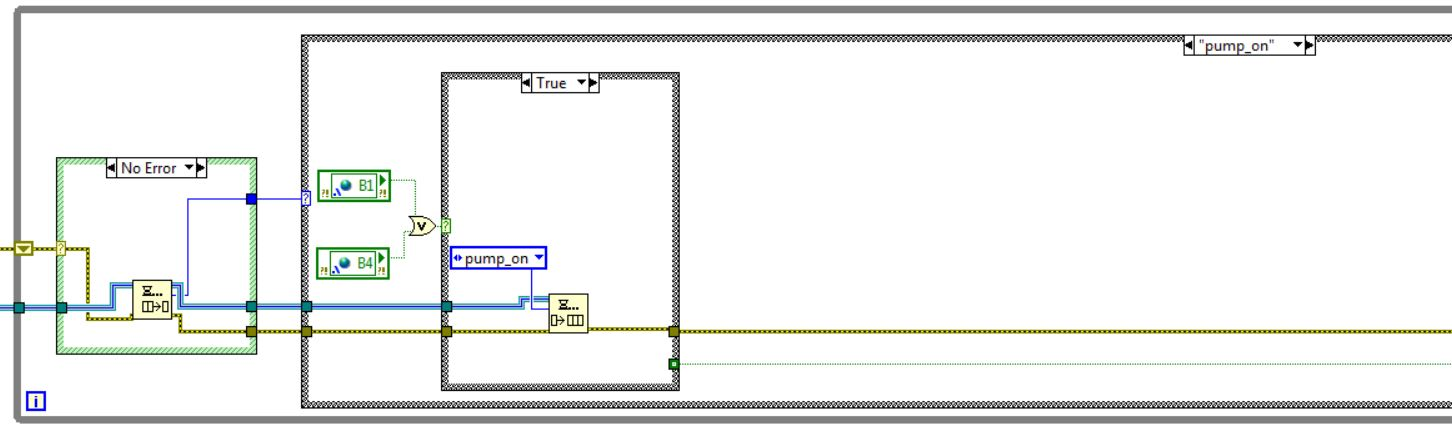 "pump_on"
True
No Error
?
B1
?!
?!
?
V
?
?
B4
?!
?!
pump_on
i